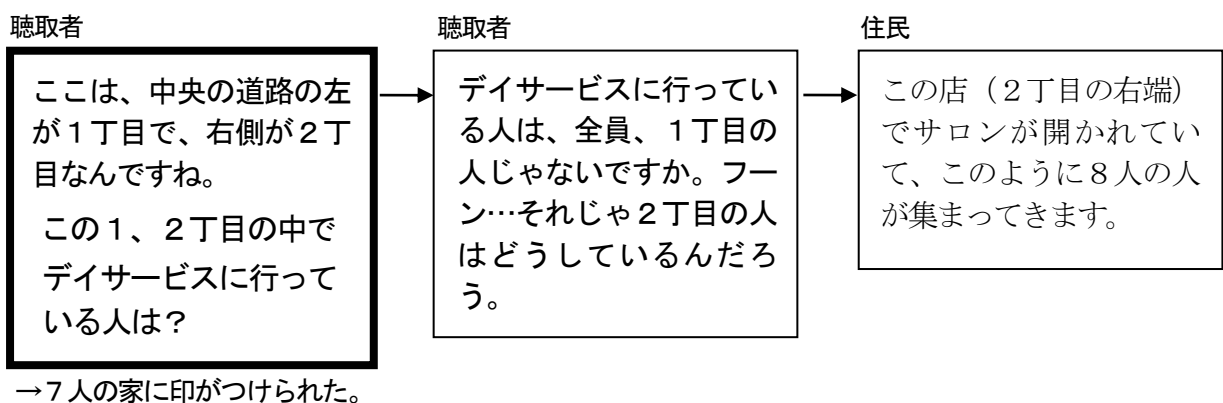 聴取者
ここは、中央の道路の左
が１丁目で、右側が２丁
目なんですね。
この１、２丁目の中で
デイサービスに行って
いる人は？
→７人の家に印がつけられた。
聴取者
デイサービスに行ってい
る人は、全員、１丁目の
人じゃないですか。フー
ン…それじゃ２丁目の人
はどうしているんだろ
う。
住民
この店（２丁目の右端）
でサロンが開かれてい
て、このように８人の人
が集まってきます。